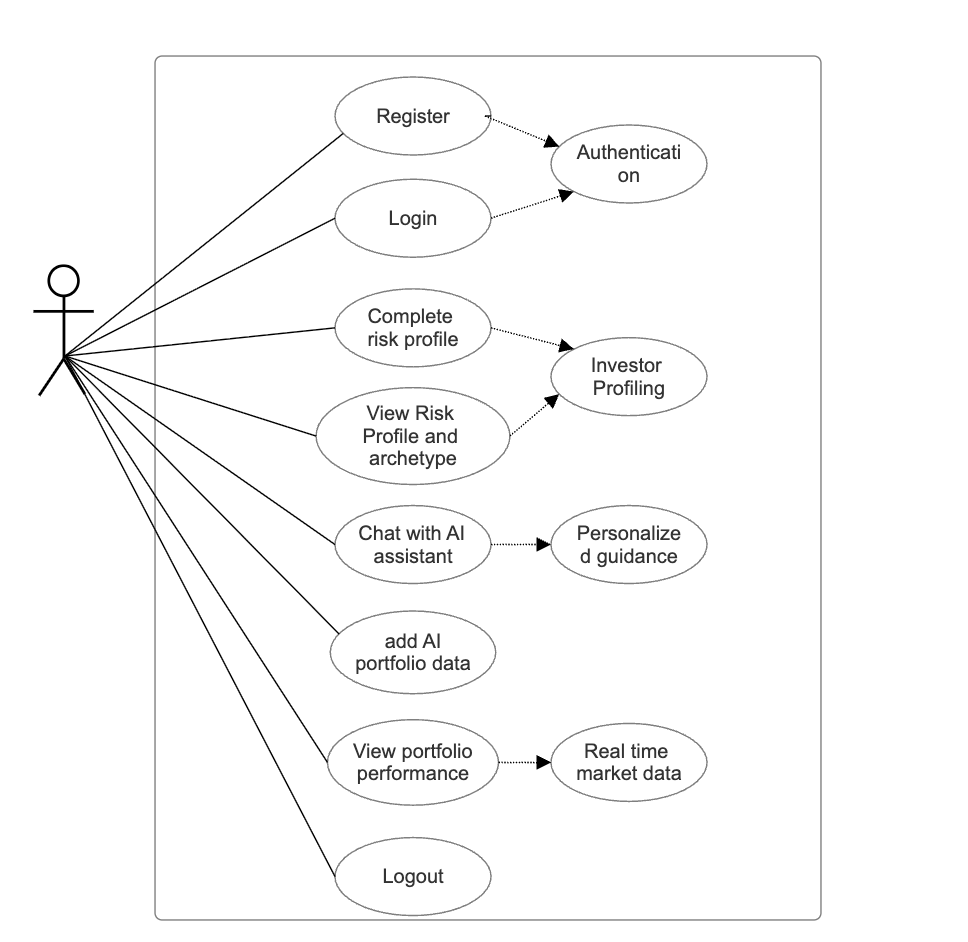 Register
Authenticati
on
Login
Complete
risk profile
Investor
Profiling
View Risk
Profile and
archetype
Chat with AI
assistant
Personalize
d guidance
add AI
portfolio data
View portfolio
performance
Real time
market data
Logout